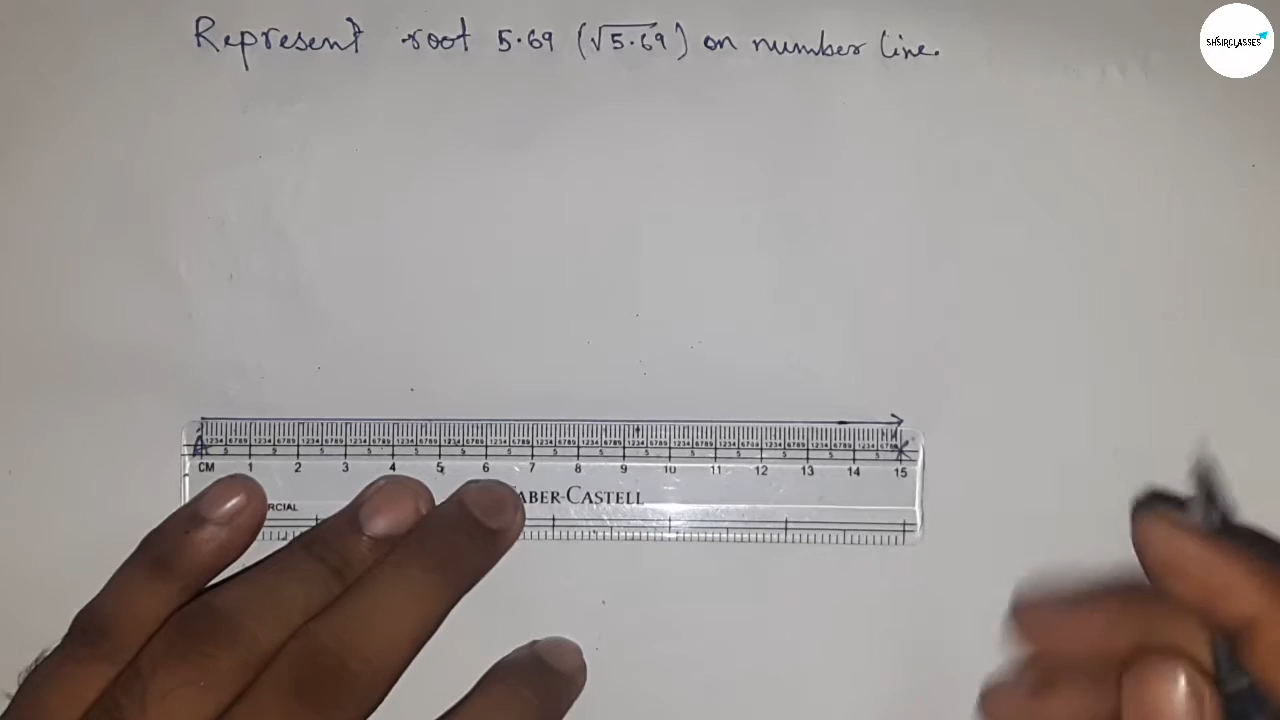 Represent root 5.69 (√5.69) on number line.
SHSIRCLASSES
A X
CM 1 2 3 4 5 6 7 8 9 10 11 12 13 14 15
FABER-CASTELL
RCIAL